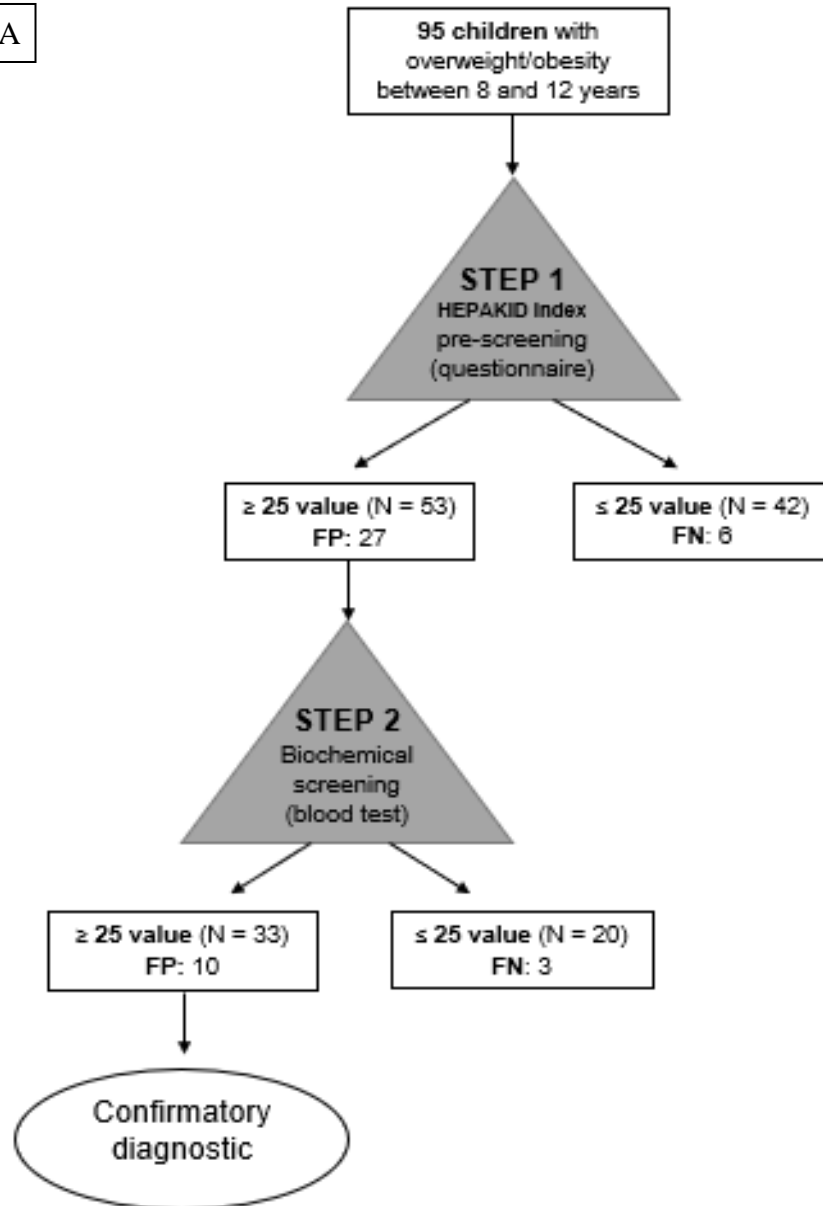 A
95 children with
overweight/obesity
between 8 and 12 years
STEP 1
HEPAKID Index
pre-screening
(questionnaire)
≥ 25 value (N = 53)
FP: 27
≤ 25 value (N = 42)
FN: 6
STEP 2
Biochemical
screening
(blood test)
≥ 25 value (N = 33)
FP: 10
≤ 25 value (N = 20)
FN: 3
Confirmatory
diagnostic